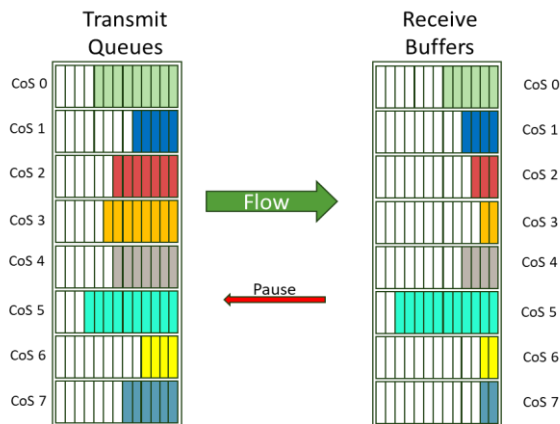 Transmit
Queues
Receive
Buffers
CoS 0
CoS 0
CoS 1
CoS 1
CoS 2
CoS 2
Flow
CoS 3
CoS 3
CoS 4
CoS 4
Pause
CoS 5
CoS 5
CoS 6
CoS 6
CoS 7
CoS 7